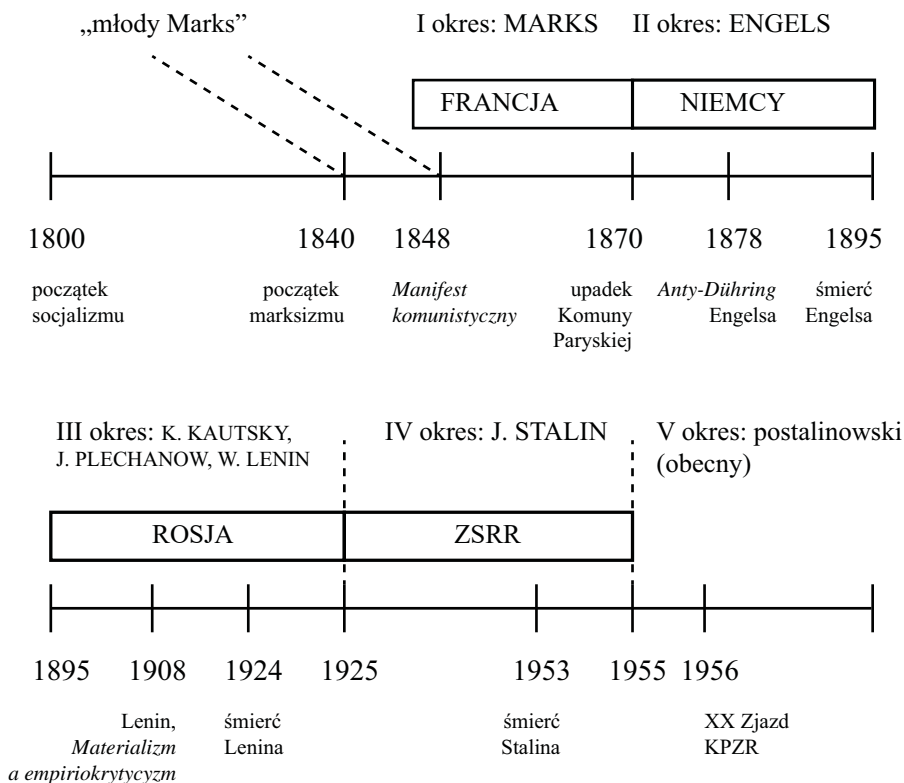 „młody Marks” I okres: MARKS II okres: ENGELS
FRANCJA NIEMCY
1800 1840 1848 1870 1878 1895
początek początek Manifest upadek Anty-Dühring śmierć
socjalizmu marksizmu komunistyczny Komuny Engelsa Engelsa
Paryskiej
III okres: K. KAUTSKY, IV okres: J. STALIN V okres: postalinowski
J. PLECHANOW, W. LENIN (obecny)
ROSJA ZSRR
1895 1908 1924 1925 1953 1955 1956
Lenin, śmierć śmierć XX Zjazd
Materializm Lenina Stalina KPZR
a empiriokrytycyzm